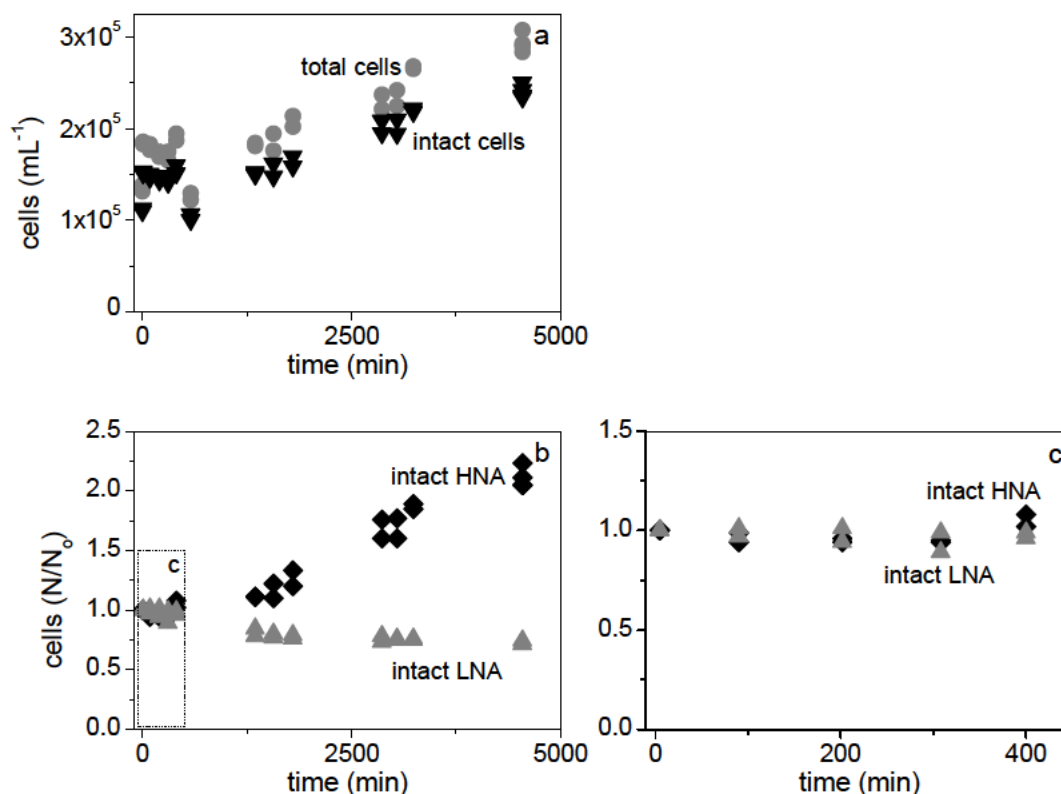 a
3x10⁵
2x10⁵
1x10⁵
0
cells (mL⁻¹)
total cells
intact cells
0 2500 5000
time (min)
b
2.5
2.0
1.5
1.0
0.5
0.0
cells (N/Nₒ)
intact HNA
c
intact LNA
0 2500 5000
time (min)
c
1.5
1.0
0.5
0.0
intact HNA
intact LNA
0 200 400
time (min)